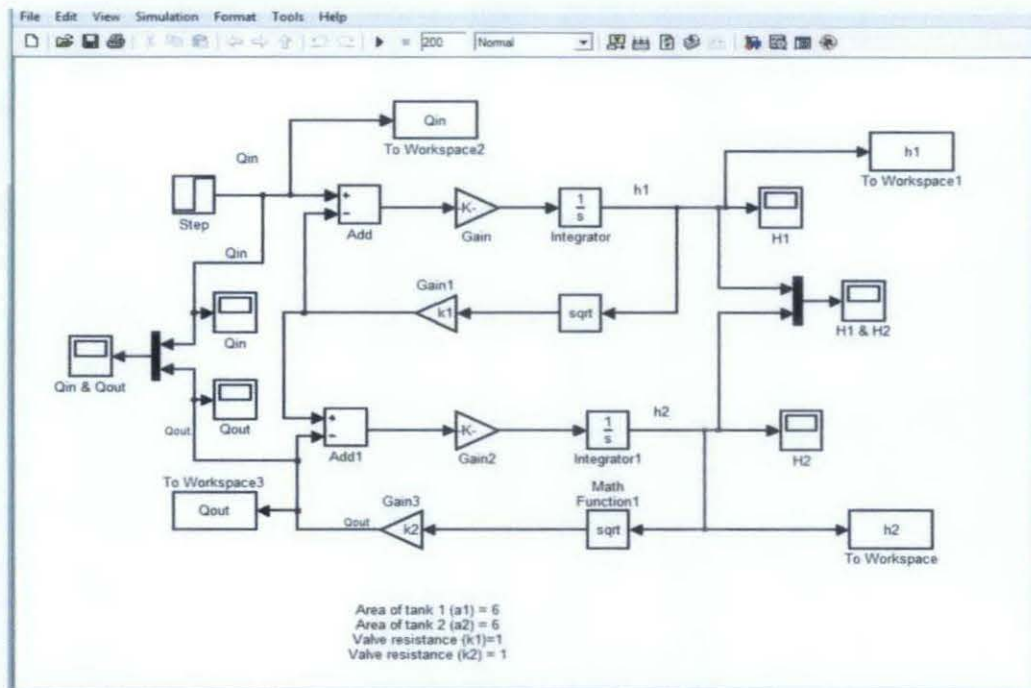 File Edit View Simulation Format Tools Help
200 Normal
Qin
To Workspace2
Qin
h1
To Workspace1
Step
+
−
Add
-K-
Gain
1
s
Integrator
h1
H1
Qin
Gain1
k1
sqrt
Qin
H1 & H2
Qin & Qout
Qout
Qout
+
−
Add1
-K-
Gain2
1
s
Integrator1
h2
H2
To Workspace3
Qout
Gain3
Qout
k2
Math
Function1
sqrt
h2
To Workspace
Area of tank 1 (a1) = 6
Area of tank 2 (a2) = 6
Valve resistance (k1)=1
Valve resistance (k2) = 1